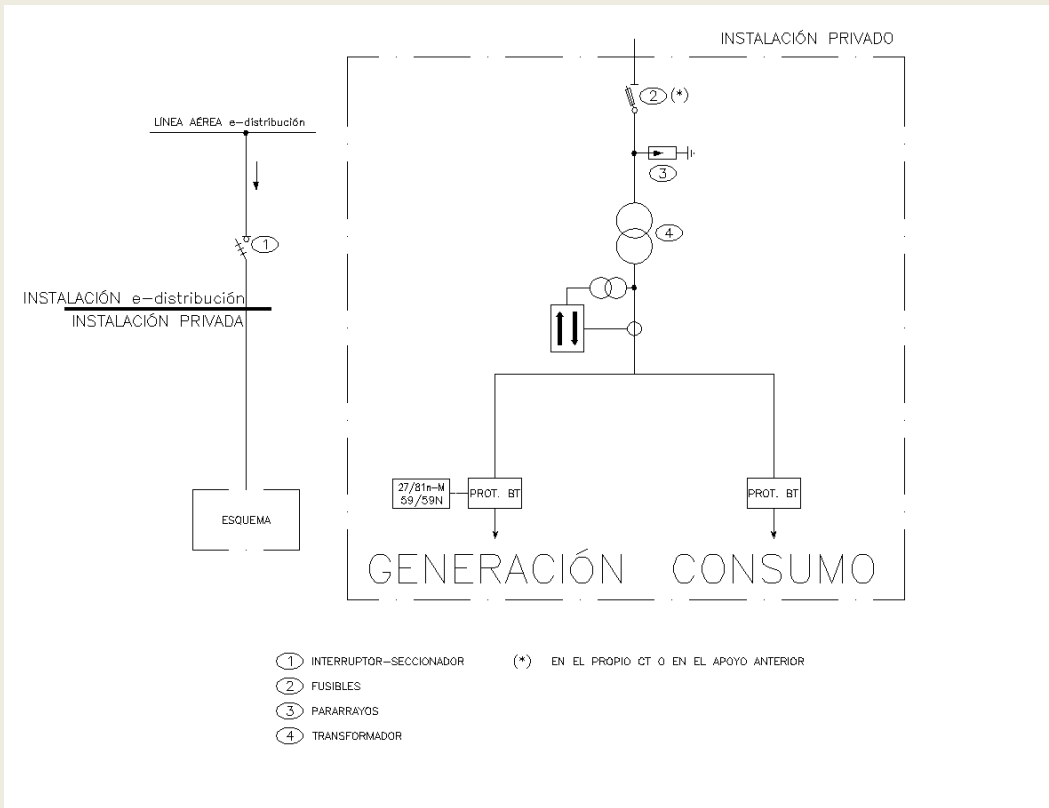 INSTALACIÓN PRIVADO
2 (*)
LÍNEA AÉREA e-distribución
3
4
1
INSTALACIÓN e-distribución
INSTALACIÓN PRIVADA
27/81m-M
59/59N
PROT. BT
PROT. BT
ESQUEMA
GENERACIÓN
CONSUMO
1 INTERRUPTOR-SECCIONADOR
(*) EN EL PROPIO CT O EN EL APOYO ANTERIOR
2 FUSIBLES
3 PARARRAYOS
4 TRANSFORMADOR